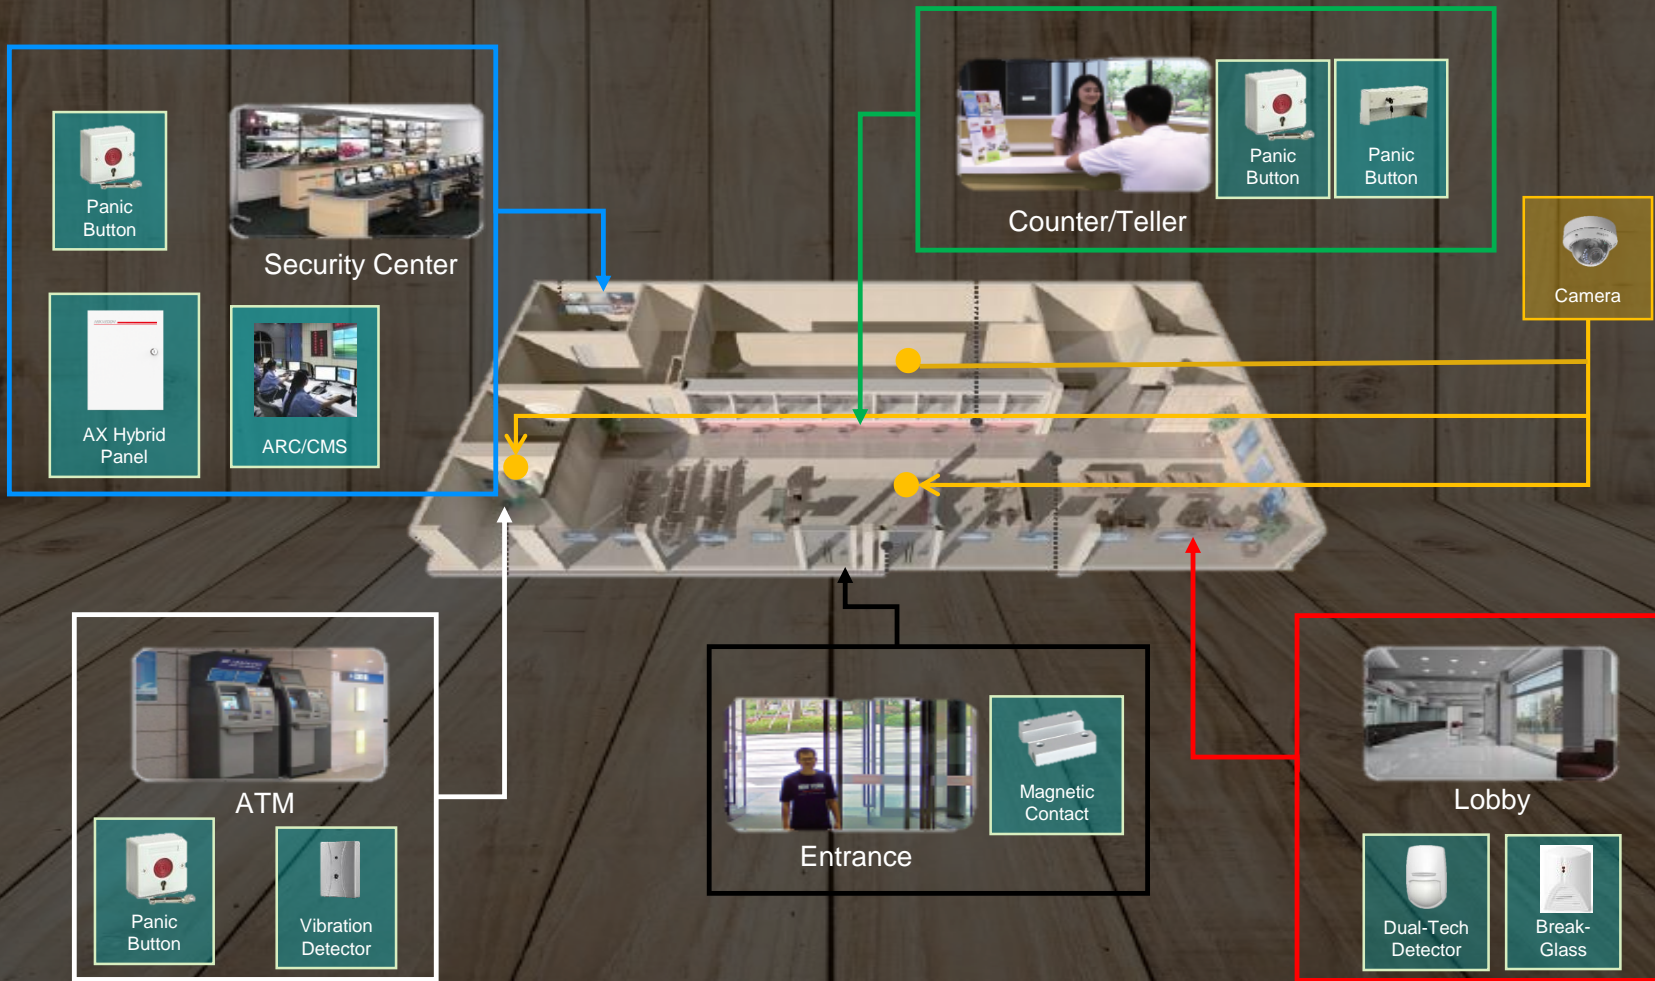 Panic
Button
Security Center
AX Hybrid
Panel
ARC/CMS
Counter/Teller
Panic
Button
Panic
Button
Camera
ATM
Panic
Button
Vibration
Detector
Entrance
Magnetic
Contact
Lobby
Dual-Tech
Detector
Break-
Glass